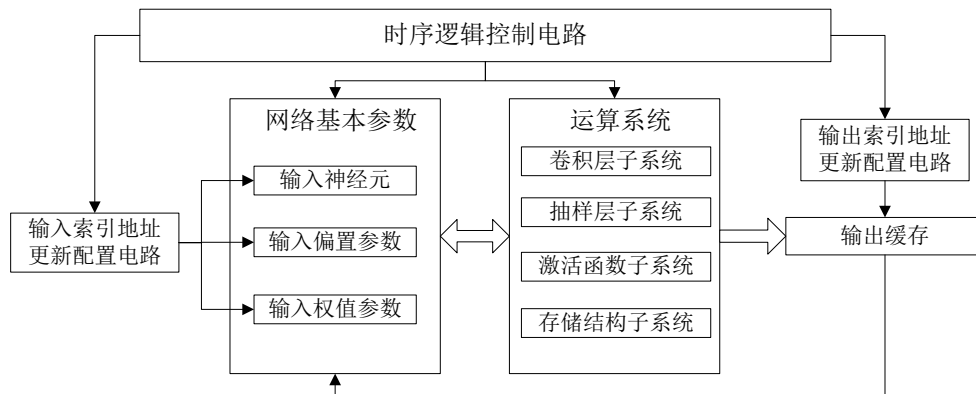 时序逻辑控制电路
网络基本参数
输入神经元
输入偏置参数
输入权值参数
运算系统
卷积层子系统
抽样层子系统
激活函数子系统
存储结构子系统
输入索引地址
更新配置电路
输出索引地址
更新配置电路
输出缓存